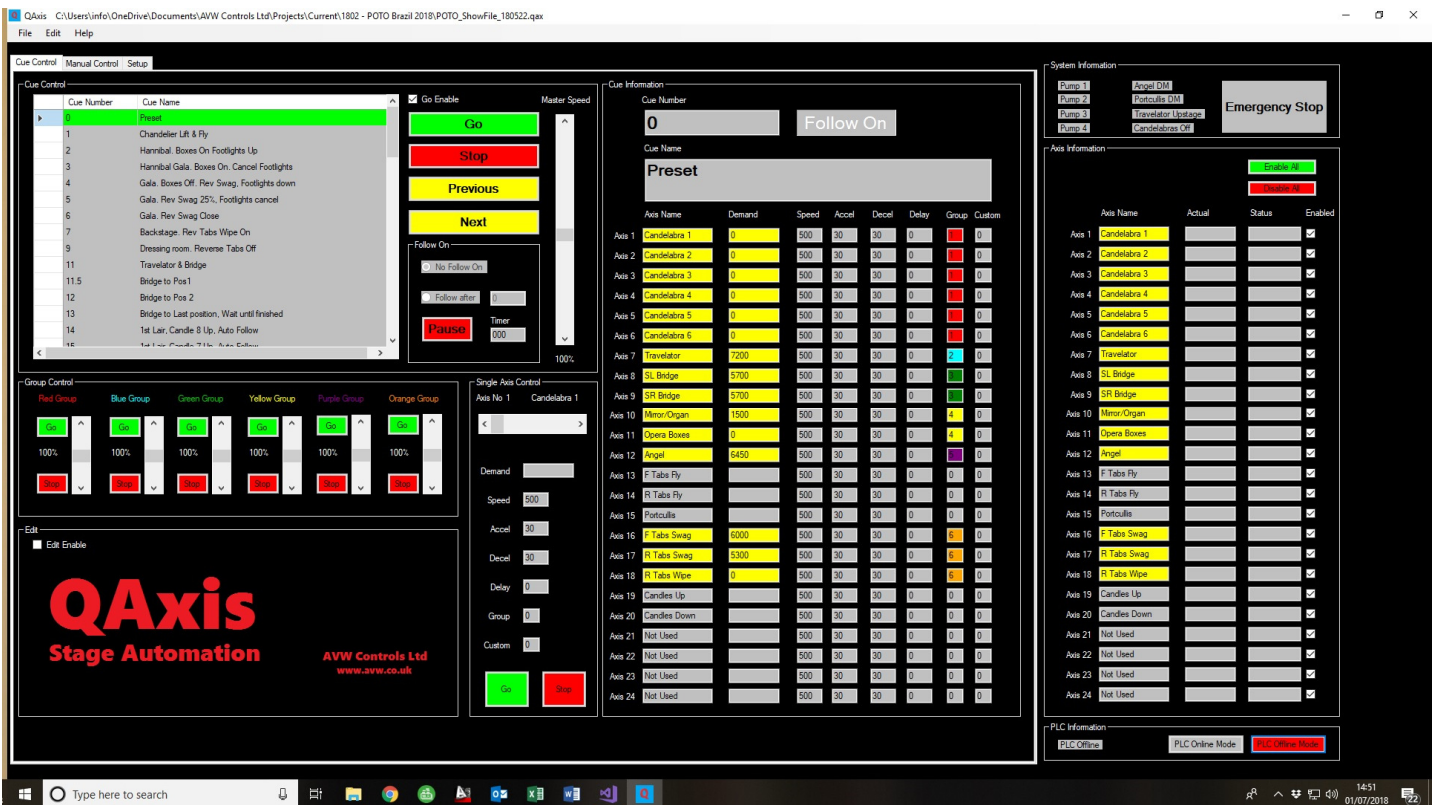 QAxis C:\Users\info\OneDrive\Documents\AVW Controls Ltd\Projects\Current\1802 - POTO Brazil 2018\POTO_ShowFile_180522.qax
File Edit Help
Cue Control Manual Control Setup
Cue Control
Cue Number Cue Name
0 Preset
1 Chandelier Lift & Fly
2 Hannibal. Boxes On Footlights Up
3 Hannibal Gala. Boxes On. Cancel Footlights
4 Gala. Boxes Off. Rev Swag, Footlights down
5 Gala. Rev Swag 25%, Footlights cancel
6 Gala. Rev Swag Close
7 Backstage. Rev Tabs Wipe On
9 Dressing room. Reverse Tabs Off
11 Travelator & Bridge
11.5 Bridge to Pos1
12 Bridge to Pos 2
13 Bridge to Last position, Wait until finished
14 1st Lair, Candle 8 Up, Auto Follow
15 1st Lair, Candle 7 Up, Auto Follow
Go Enable Master Speed
Go
Stop
Previous
Next
Follow On
No Follow On
Follow after 0
Pause Timer
000
100%
Group Control
Red Group Blue Group Green Group Yellow Group Purple Group Orange Group
Go Go Go Go Go Go
100% 100% 100% 100% 100% 100%
Stop Stop Stop Stop Stop Stop
Single Axis Control
Axis No 1 Candelabra 1
Demand
Speed 500
Accel 30
Decel 30
Delay 0
Group 0
Custom 0
Go Stop
Edit
Edit Enable
QAxis
Stage Automation
AVW Controls Ltd
www.avw.co.uk
Cue Information
Cue Number
0 Follow On
Cue Name
Preset
Axis Name Demand Speed Accel Decel Delay Group Custom
Axis 1 Candelabra 1 0 500 30 30 0 0
Axis 2 Candelabra 2 0 500 30 30 0 0
Axis 3 Candelabra 3 0 500 30 30 0 0
Axis 4 Candelabra 4 0 500 30 30 0 0
Axis 5 Candelabra 5 0 500 30 30 0 0
Axis 6 Candelabra 6 0 500 30 30 0 0
Axis 7 Travelator 7200 500 30 30 0 2 0
Axis 8 SL Bridge 5700 500 30 30 0 3 0
Axis 9 SR Bridge 5700 500 30 30 0 3 0
Axis 10 Mirror/Organ 1500 500 30 30 0 4 0
Axis 11 Opera Boxes 0 500 30 30 0 4 0
Axis 12 Angel 6450 500 30 30 0 0
Axis 13 F Tabs Fly 500 30 30 0 0 0
Axis 14 R Tabs Fly 500 30 30 0 0 0
Axis 15 Portcullis 500 30 30 0 0 0
Axis 16 F Tabs Swag 6000 500 30 30 0 6 0
Axis 17 R Tabs Swag 5300 500 30 30 0 6 0
Axis 18 R Tabs Wipe 0 500 30 30 0 6 0
Axis 19 Candles Up 500 30 30 0 0 0
Axis 20 Candles Down 500 30 30 0 0 0
Axis 21 Not Used 500 30 30 0 0 0
Axis 22 Not Used 500 30 30 0 0 0
Axis 23 Not Used 500 30 30 0 0 0
Axis 24 Not Used 500 30 30 0 0 0
System Information
Pump 1 Angel DM
Pump 2 Portcullis DM
Pump 3 Travelator Upstage
Pump 4 Candelabras Off
Emergency Stop
Axis Information
Enable All
Disable All
Axis Name Actual Status Enabled
Axis 1 Candelabra 1
Axis 2 Candelabra 2
Axis 3 Candelabra 3
Axis 4 Candelabra 4
Axis 5 Candelabra 5
Axis 6 Candelabra 6
Axis 7 Travelator
Axis 8 SL Bridge
Axis 9 SR Bridge
Axis 10 Mirror/Organ
Axis 11 Opera Boxes
Axis 12 Angel
Axis 13 F Tabs Fly
Axis 14 R Tabs Fly
Axis 15 Portcullis
Axis 16 F Tabs Swag
Axis 17 R Tabs Swag
Axis 18 R Tabs Wipe
Axis 19 Candles Up
Axis 20 Candles Down
Axis 21 Not Used
Axis 22 Not Used
Axis 23 Not Used
Axis 24 Not Used
PLC Information
PLC Offline PLC Online Mode PLC Offline Mode
Type here to search
14:51
01/07/2018
22